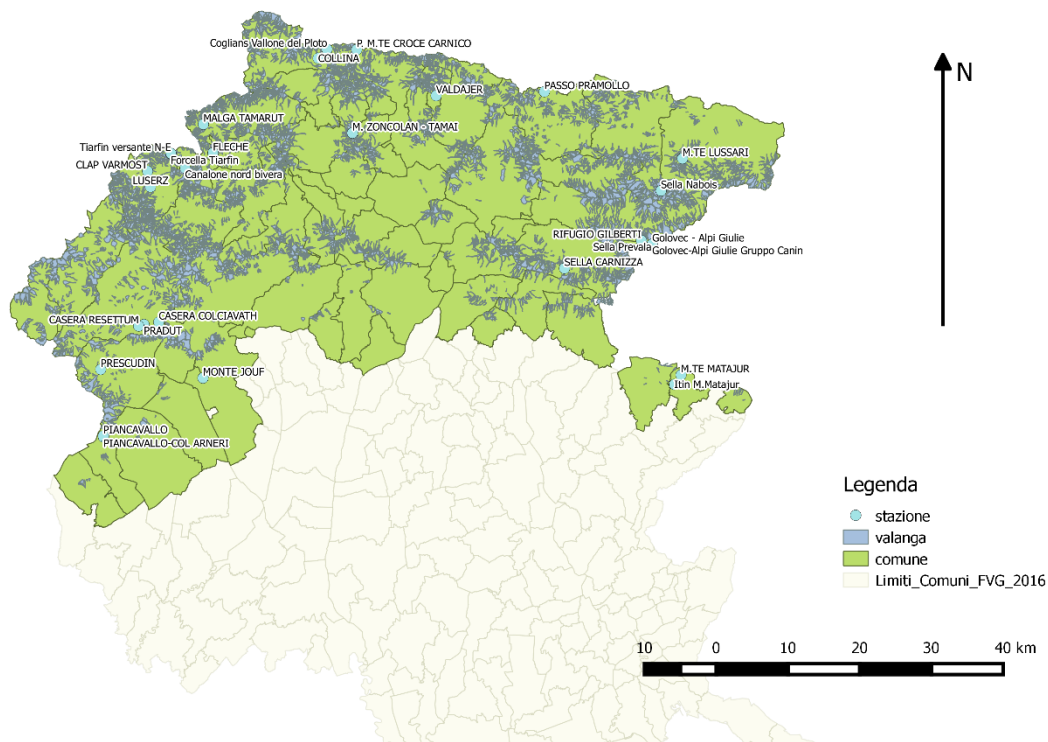 Coglians Vallone del Ploto
P. M.TE CROCE CARNICO
COLLINA
VALDAJER
PASSO PRAMOLLO
MALGA TAMARUT
M. ZONCOLAN - TAMAI
Tiarfin versante N-E
FLECHE
Forcella Tiarfin
M.TE LUSSARI
CLAP VARMOST
Canalone nord bivera
LUSERZ
Sella Nabois
RIFUGIO GILBERTI
Golovec - Alpi Giulie
Sella Prevala
Golovec-Alpi Giulie Gruppo Canin
SELLA CARNIZZA
CASERA RESETTUM
CASERA COLCIAVATH
PRADUT
PRESCUDIN
MONTE JOUF
M.TE MATAJUR
Itin M.Matajur
PIANCAVALLO
PIANCAVALLO-COL ARNERI
N
Legenda
stazione
valanga
comune
Limiti_Comuni_FVG_2016
10 0 10 20 30 40 km